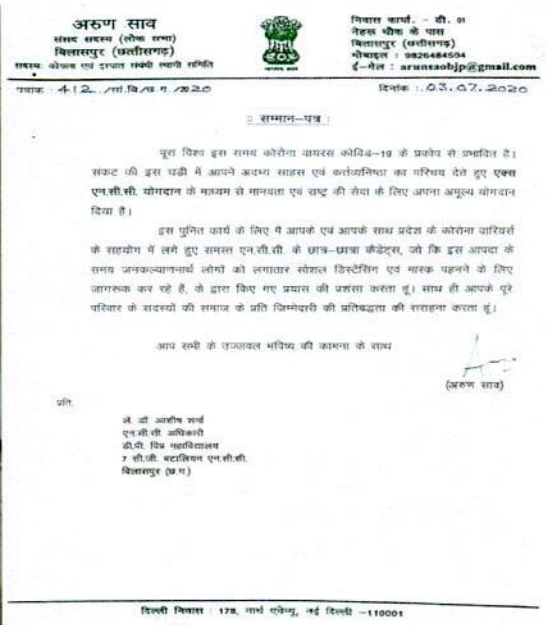 अरुण साव
संसद सदस्य (लोक सभा)
बिलासपुर (छत्तीसगढ़)
सदस्य: कोयला एवं इस्पात संबंधी स्थायी समिति
निवास कार्या. - सी. 01
नेहरू चौक के पास
बिलासपुर (छत्तीसगढ़)
मोबाइल : 9826484504
ई-मेल : arunsaobjp@gmail.com
पत्रांक : 412 /सां.बि/छ.ग./2020
दिनांक : 03.07.2020
:: सम्मान-पत्र ::
पूरा विश्व इस समय कोरोना वायरस कोविड-19 के प्रकोप से प्रभावित है।
संकट की इस घड़ी में आपने अदम्य साहस एवं कर्त्तव्यनिष्ठा का परिचय देते हुए एक्स
एन.सी.सी. योगदान के माध्यम से मानवता एवं राष्ट्र की सेवा के लिए अपना अमूल्य योगदान
दिया है।
इस पुनित कार्य के लिए मैं आपके एवं आपके साथ प्रदेश के कोरोना वारियर्स
के सहयोग में लगे हुए समस्त एन.सी.सी. के छात्र-छात्रा कैडेट्स, जो कि इस आपदा के
समय जनकल्याणनार्थ लोगों को लगातार सोशल डिस्टेंसिंग एवं मास्क पहनने के लिए
जागरूक कर रहे हैं, के द्वारा किए गए प्रयास की प्रशंसा करता हूं। साथ ही आपके पूरे
परिवार के सदस्यों की समाज के प्रति जिम्मेदारी की प्रतिबद्धता की सराहना करता हूं।
आप सभी के उज्जवल भविष्य की कामना के साथ
(अरुण साव)
प्रति,
ले. डॉ. आशीष शर्मा
एन.सी.सी. अधिकारी
डी.पी. विप्र महाविद्यालय
7 सी.जी. बटालियन एन.सी.सी.
बिलासपुर (छ.ग.)
दिल्ली निवास : 178, नार्थ एवेन्यु, नई दिल्ली -110001